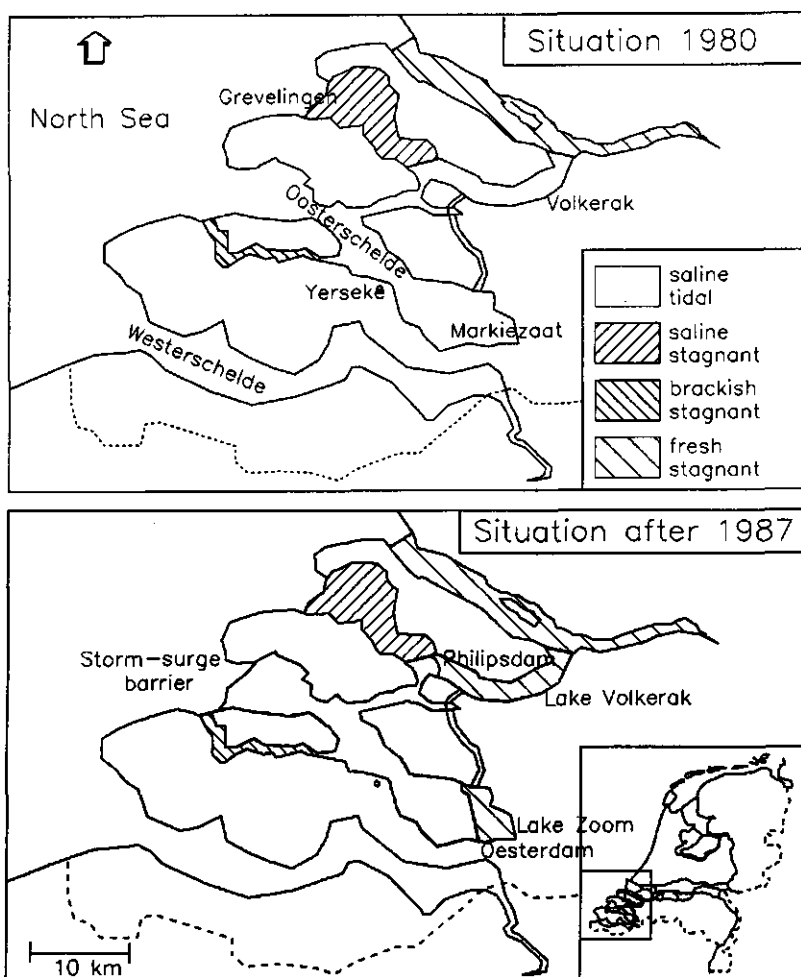 Situation 1980
Grevelingen
North Sea
Volkerak
Oosterschelde
Yerseke
Markiezaat
Westerschelde
saline
tidal
saline
stagnant
brackish
stagnant
fresh
stagnant
Situation after 1987
Storm-surge
barrier
Philipsdam
Lake Volkerak
Lake Zoom
Oesterdam
10 km